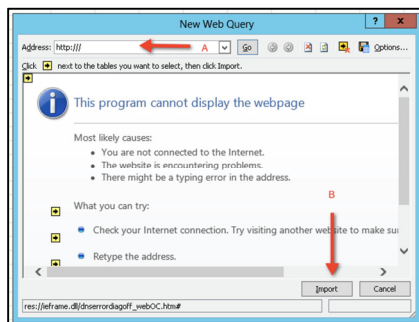 New Web Query
? x
Address: http:/// A Go Options...
Click next to the tables you want to select, then click Import.
This program cannot display the webpage
Most likely causes:
• You are not connected to the Internet.
• The website is encountering problems.
• There might be a typing error in the address.
B
What you can try:
Check your Internet connection. Try visiting another website to make su
Retype the address.
Import Cancel
res://ieframe.dll/dnserrordiagoff_webOC.htm#